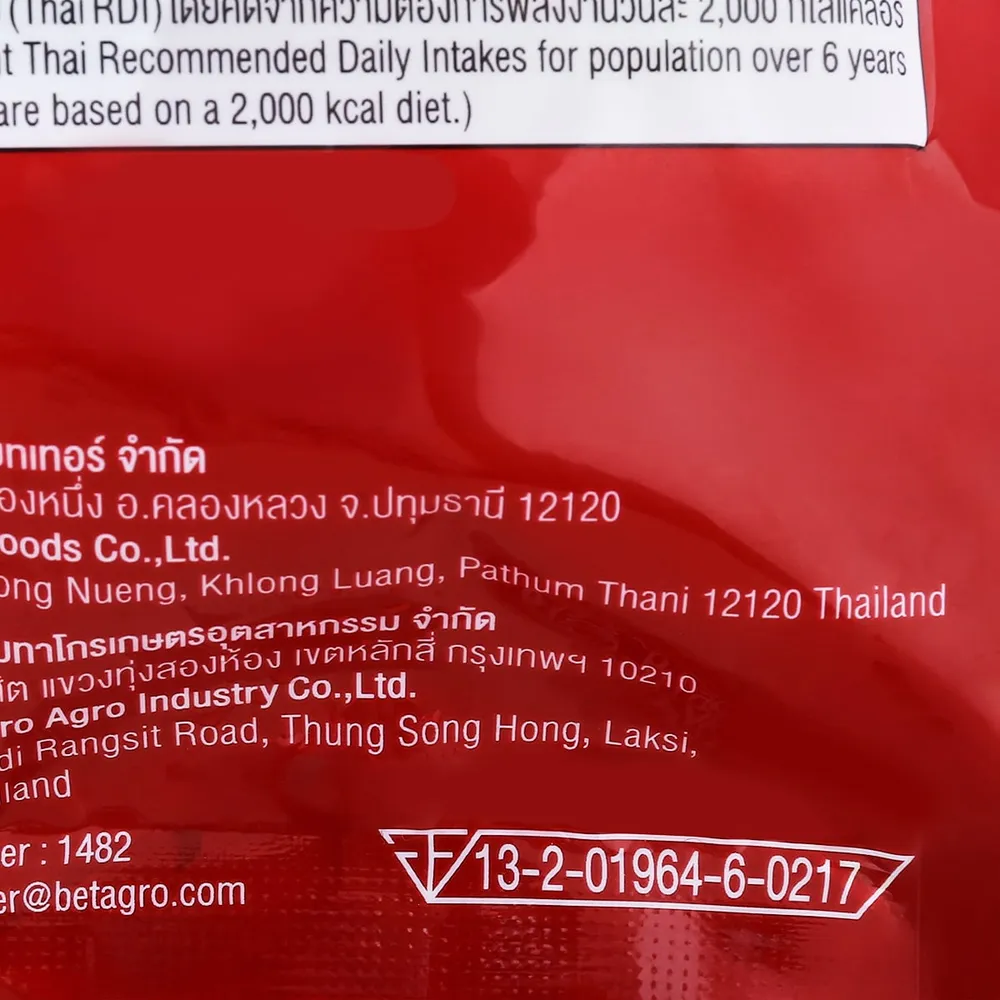 (Thai RDI) โดยคิดจากความต้องการพลังงานวันละ 2,000 กิโลแคลอรี
t Thai Recommended Daily Intakes for population over 6 years
are based on a 2,000 kcal diet.)
ทเทอร์ จำกัด
องหนึ่ง อ.คลองหลวง จ.ปทุมธานี 12120
oods Co.,Ltd.
ong Nueng, Khlong Luang, Pathum Thani 12120 Thailand
ทาโกรเกษตรอุตสาหกรรม จำกัด
แขวงทุ่งสองห้อง เขตหลักสี่ กรุงเทพฯ 10210
ro Agro Industry Co.,Ltd.
di Rangsit Road, Thung Song Hong, Laksi,
land
er : 1482
er@betagro.com
13-2-01964-6-0217